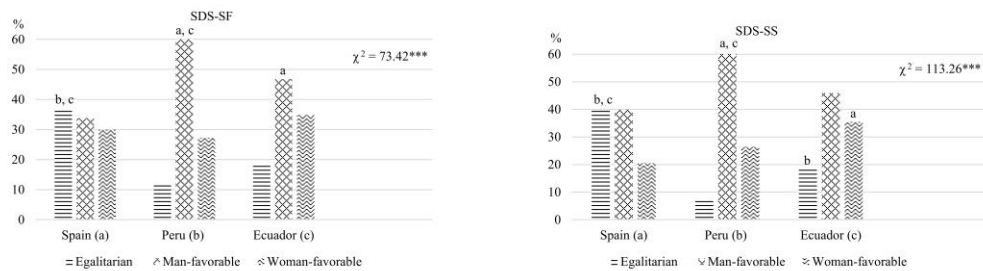 SDS-SF
%
60
50
40
30
20
10
0
a, c
b, c
a
χ² = 73.42***
Spain (a)
Peru (b)
Ecuador (c)
Egalitarian
Man-favorable
Woman-favorable
SDS-SS
%
60
50
40
30
20
10
0
a, c
b, c
a
b
χ² = 113.26***
Spain (a)
Peru (b)
Ecuador (c)
Egalitarian
Man-favorable
Woman-favorable